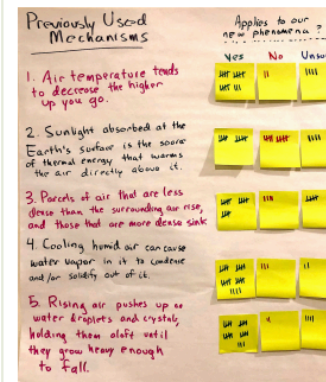 Previously Used
Mechanisms
Applies to our
new phenomena?
Yes No Unsu
1. Air temperature tends
to decrease the higher
up you go.
2. Sunlight absorbed at the
Earth's surface is the source
of thermal energy that warms
the air directly above it.
3. Parcels of air that are less
dense than the surrounding air rise,
and those that are more dense sink
4. Cooling humid air can cause
water vapor in it to condense
and/or solidify out of it.
5. Rising air pushes up on
water droplets and crystals,
holding them aloft until
they grow heavy enough
to fall.